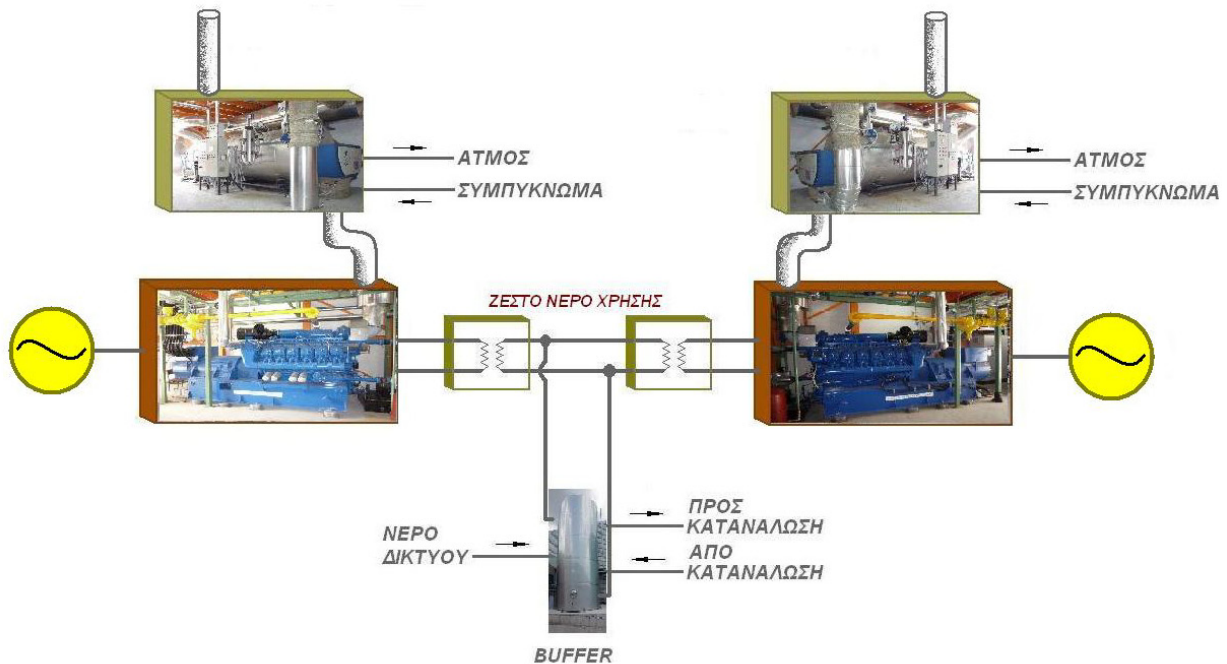 ΑΤΜΟΣ
ΣΥΜΠΥΚΝΩΜΑ
ΑΤΜΟΣ
ΣΥΜΠΥΚΝΩΜΑ
ΖΕΣΤΟ ΝΕΡΟ ΧΡΗΣΗΣ
ΝΕΡΟ
ΔΙΚΤΥΟΥ
ΠΡΟΣ
ΚΑΤΑΝΑΛΩΣΗ
ΑΠΟ
ΚΑΤΑΝΑΛΩΣΗ
BUFFER